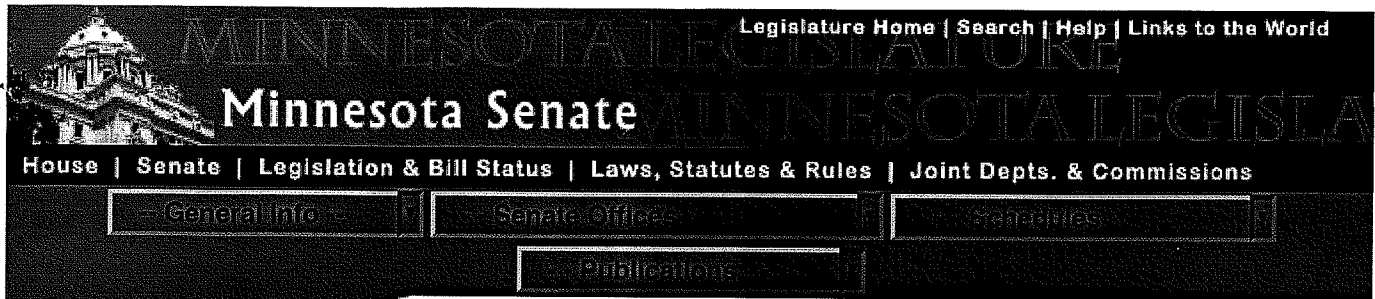 MINNESOTA LEGISLATURE
Legislature Home | Search | Help | Links to the World
Minnesota Senate
MINNESOTA LEGISLA
House | Senate | Legislation & Bill Status | Laws, Statutes & Rules | Joint Depts. & Commissions
-- General Info -- Senate Offices Schedules
Publications